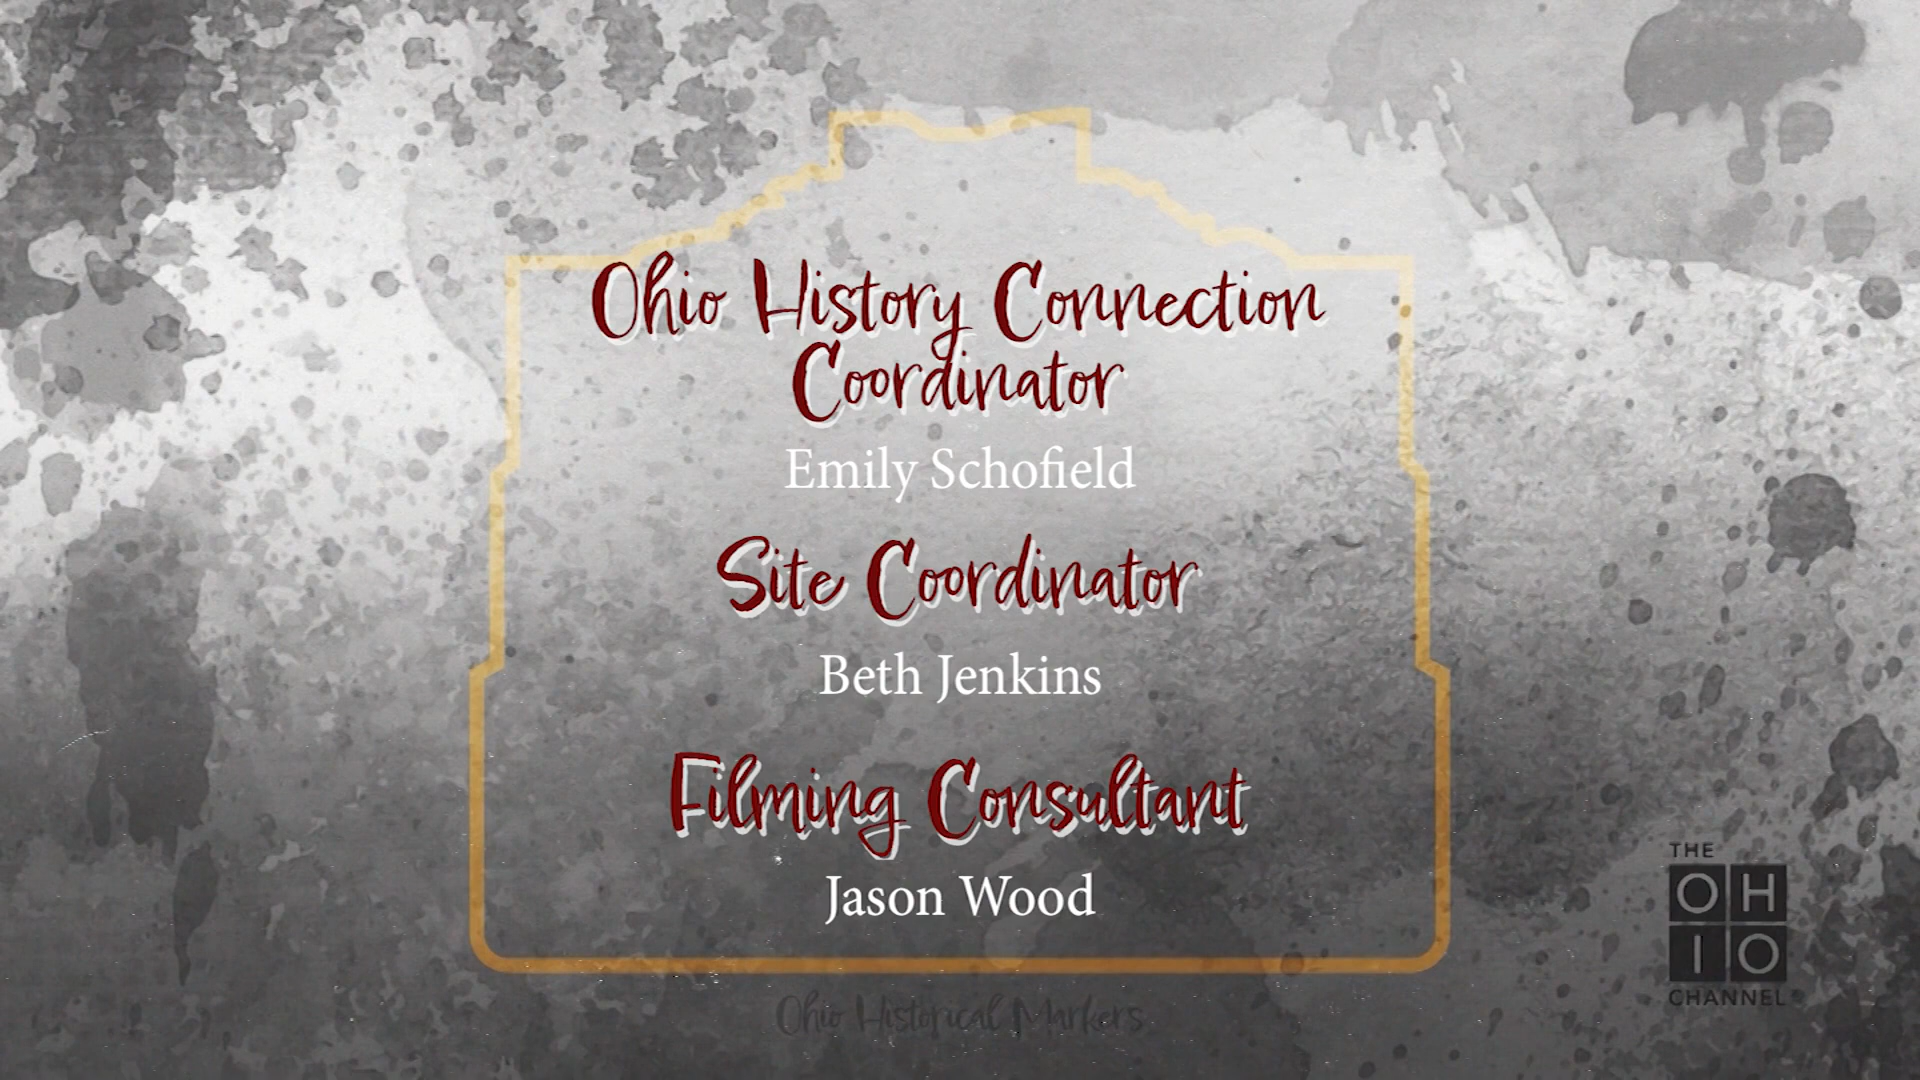 Ohio History Connection
Coordinator
Emily Schofield
Site Coordinator
Beth Jenkins
Filming Consultant
Jason Wood
THE
OH
IO
CHANNEL
Ohio Historical Markers